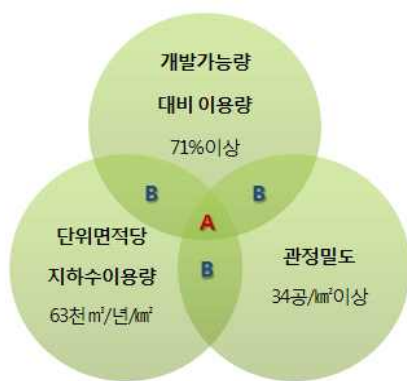 개발가능량
대비 이용량
71%이상
B
B
A
단위면적당
지하수이용량
63천㎥/년/㎢
B
관정밀도
34공/㎢이상